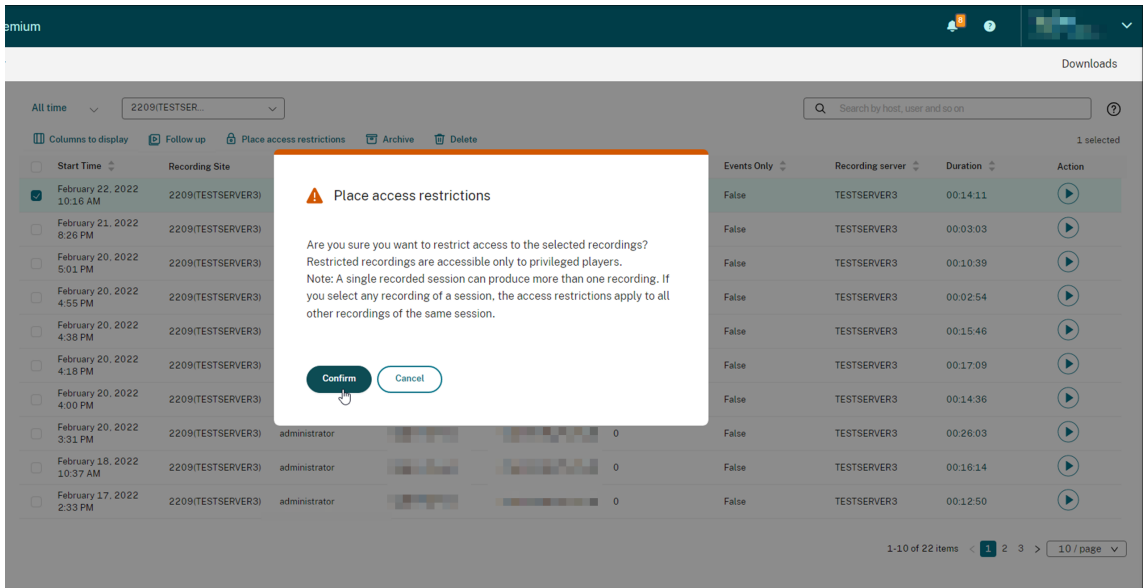 emium
6
Downloads
All time 2209(TESTSER... Search by host, user and so on
Columns to display Follow up Place access restrictions Archive Delete 1 selected
Start Time Recording Site Events Only Recording server Duration Action
February 22, 2022
10:16 AM 2209(TESTSERVER3) False TESTSERVER3 00:14:11
February 21, 2022
8:26 PM 2209(TESTSERVER3) False TESTSERVER3 00:03:03
February 20, 2022
5:01 PM 2209(TESTSERVER3) False TESTSERVER3 00:10:39
February 20, 2022
4:55 PM 2209(TESTSERVER3) False TESTSERVER3 00:02:54
February 20, 2022
4:38 PM 2209(TESTSERVER3) False TESTSERVER3 00:15:46
February 20, 2022
4:18 PM 2209(TESTSERVER3) False TESTSERVER3 00:17:09
February 20, 2022
4:00 PM 2209(TESTSERVER3) False TESTSERVER3 00:14:36
February 20, 2022
3:31 PM 2209(TESTSERVER3) administrator 0 False TESTSERVER3 00:26:03
February 18, 2022
10:37 AM 2209(TESTSERVER3) administrator 0 False TESTSERVER3 00:16:14
February 17, 2022
2:33 PM 2209(TESTSERVER3) administrator 0 False TESTSERVER3 00:12:50
Place access restrictions
Are you sure you want to restrict access to the selected recordings?
Restricted recordings are accessible only to privileged players.
Note: A single recorded session can produce more than one recording. If
you select any recording of a session, the access restrictions apply to all
other recordings of the same session.
Confirm Cancel
1-10 of 22 items < 1 2 3 > 10 / page